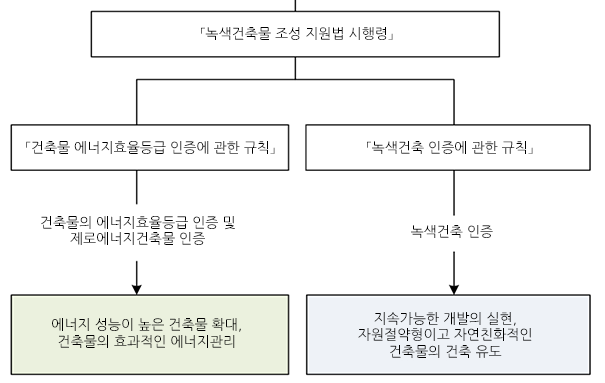 「녹색건축물 조성 지원법 시행령」
「건축물 에너지효율등급 인증에 관한 규칙」
「녹색건축 인증에 관한 규칙」
건축물의 에너지효율등급 인증 및
제로에너지건축물 인증
녹색건축 인증
에너지 성능이 높은 건축물 확대,
건축물의 효과적인 에너지관리
지속가능한 개발의 실현,
자원절약형이고 자연친화적인
건축물의 건축 유도